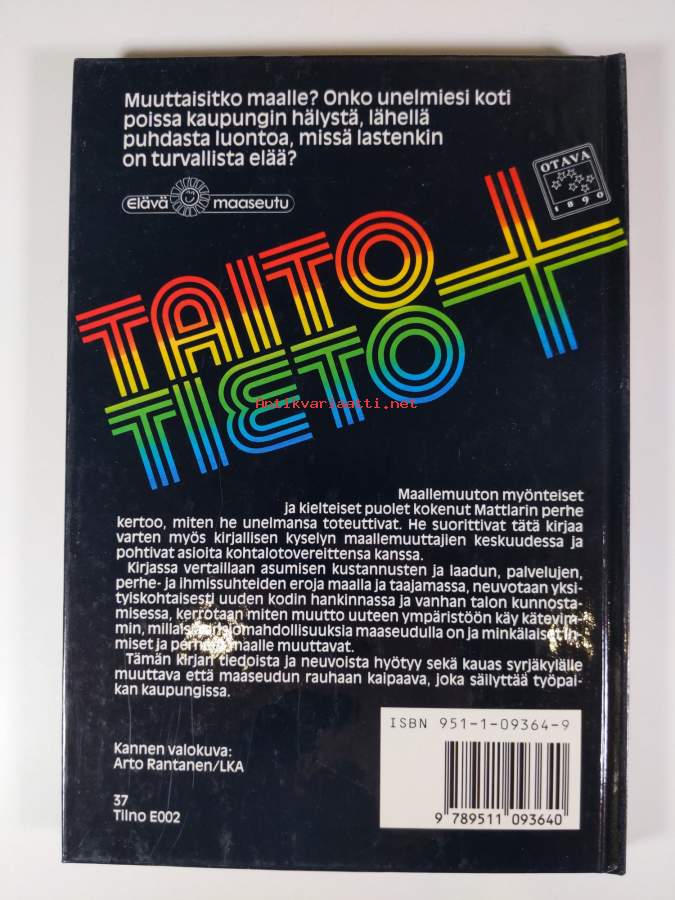 Muuttaisitko maalle? Onko unelmiesi koti
poissa kaupungin hälystä, lähellä
puhdasta luontoa, missä lastenkin
on turvallista elää?
OTAVA
1890
Elävä maaseutu
TAITO
TIETO
+
Antikvariaatti.net
Maallemuuton myönteiset
ja kielteiset puolet kokenut Mattlarin perhe
kertoo, miten he unelmansa toteuttivat. He suorittivat tätä kirjaa
varten myös kirjallisen kyselyn maallemuuttajien keskuudessa ja
pohtivat asioita kohtalotovereittensa kanssa.
Kirjassa vertaillaan asumisen kustannusten ja laadun, palvelujen,
perhe- ja ihmissuhteiden eroja maalla ja taajamassa, neuvotaan yksi-
tyiskohtaisesti uuden kodin hankinnassa ja vanhan talon kunnosta-
misessa, kerrotaan miten muutto uuteen ympäristöön käy kätevim-
min, maaseudulla on ja minkälaiset ih-
miset ja maalle muuttavat.
Tämän kirjan tiedoista ja neuvoista hyötyy sekä kauas syrjäkylälle
muuttava että maaseudun rauhaan kaipaava, joka säilyttää työpai-
kan kaupungissa.
ISBN 951-1-09364-9
Kannen valokuva:
Arto Rantanen/LKA
37
Tilno E002
9 789511 093640